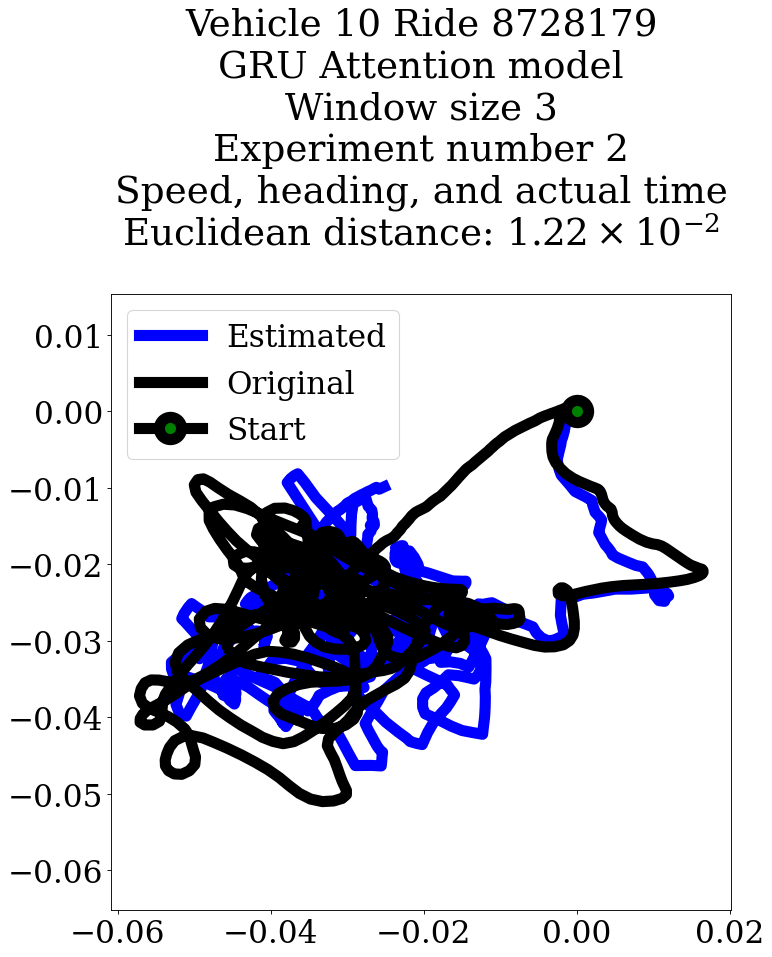 Vehicle 10 Ride 8728179
GRU Attention model
Window size 3
Experiment number 2
Speed, heading, and actual time
Euclidean distance: 1.22 × 10⁻²
Estimated
Original
Start
0.01
0.00
−0.01
−0.02
−0.03
−0.04
−0.05
−0.06
−0.06 −0.04 −0.02 0.00 0.02